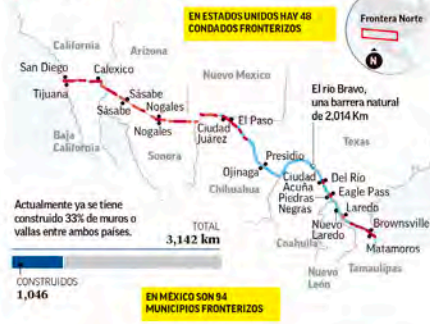 EN ESTADOS UNIDOS HAY 48
CONDADOS FRONTERIZOS
Frontera Norte
N
California
Arizona
San Diego
Calexico
Tijuana
Sásabe
Sásabe
Nogales
Nogales
Nuevo Mexico
El Paso
Ciudad
Juárez
Baja
California
Sonora
El río Bravo,
una barrera natural
de 2,014 Km
Texas
Presidio
Ojinaga
Chihuahua
Ciudad
Acuña
Piedras
Negras
Del Río
Eagle Pass
Laredo
Nuevo
Laredo
Brownsville
Matamoros
Coahuila
Nuevo
León
Tamaulipas
Actualmente ya se tiene
construido 33% de muros o
vallas entre ambos países.
TOTAL
3,142 km
CONSTRUIDOS
1,046
EN MÉXICO SON 94
MUNICIPIOS FRONTERIZOS